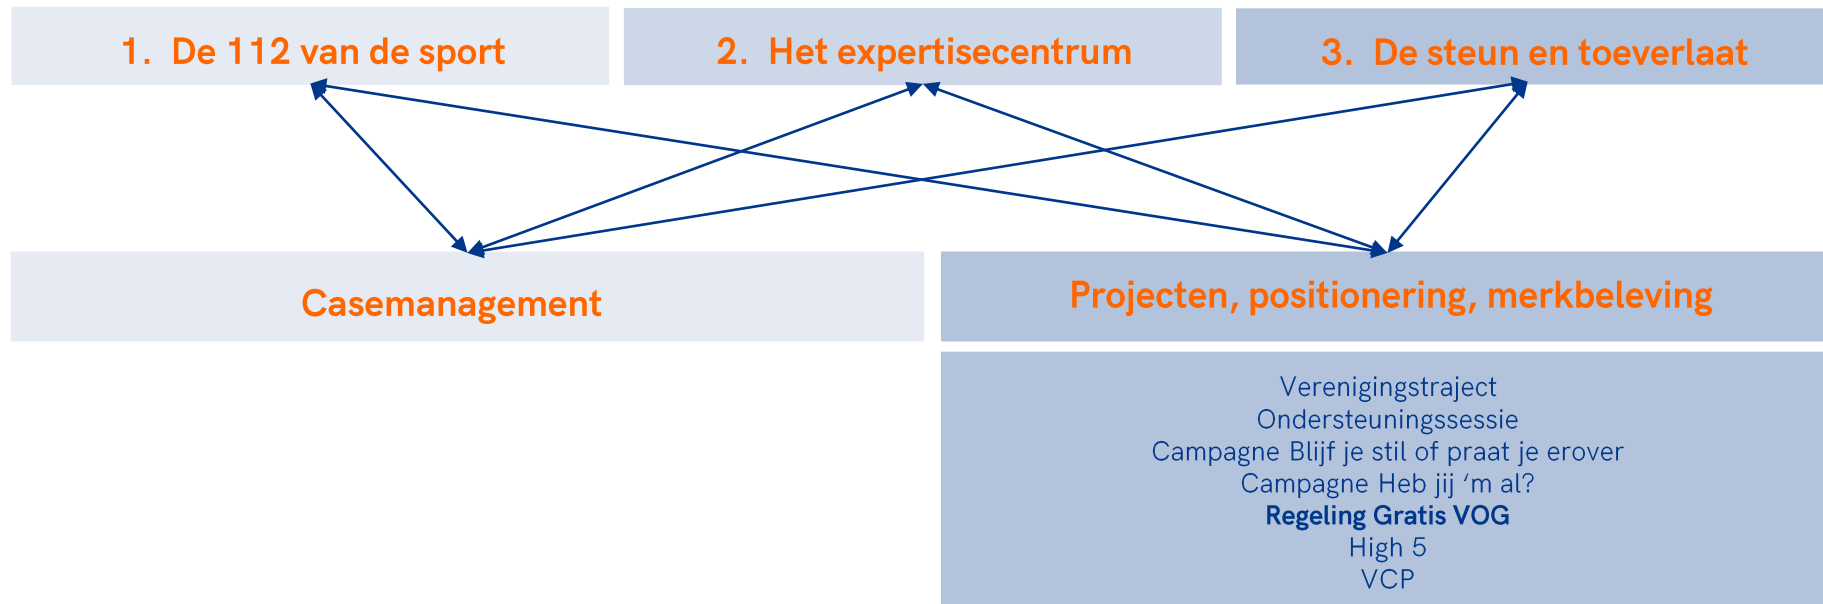 1. De 112 van de sport
2. Het expertisecentrum
3. De steun en toeverlaat
Casemanagement
Projecten, positionering, merkbeleving
Verenigingstraject
Ondersteuningssessie
Campagne Blijf je stil of praat je erover
Campagne Heb jij ‘m al?
Regeling Gratis VOG
High 5
VCP